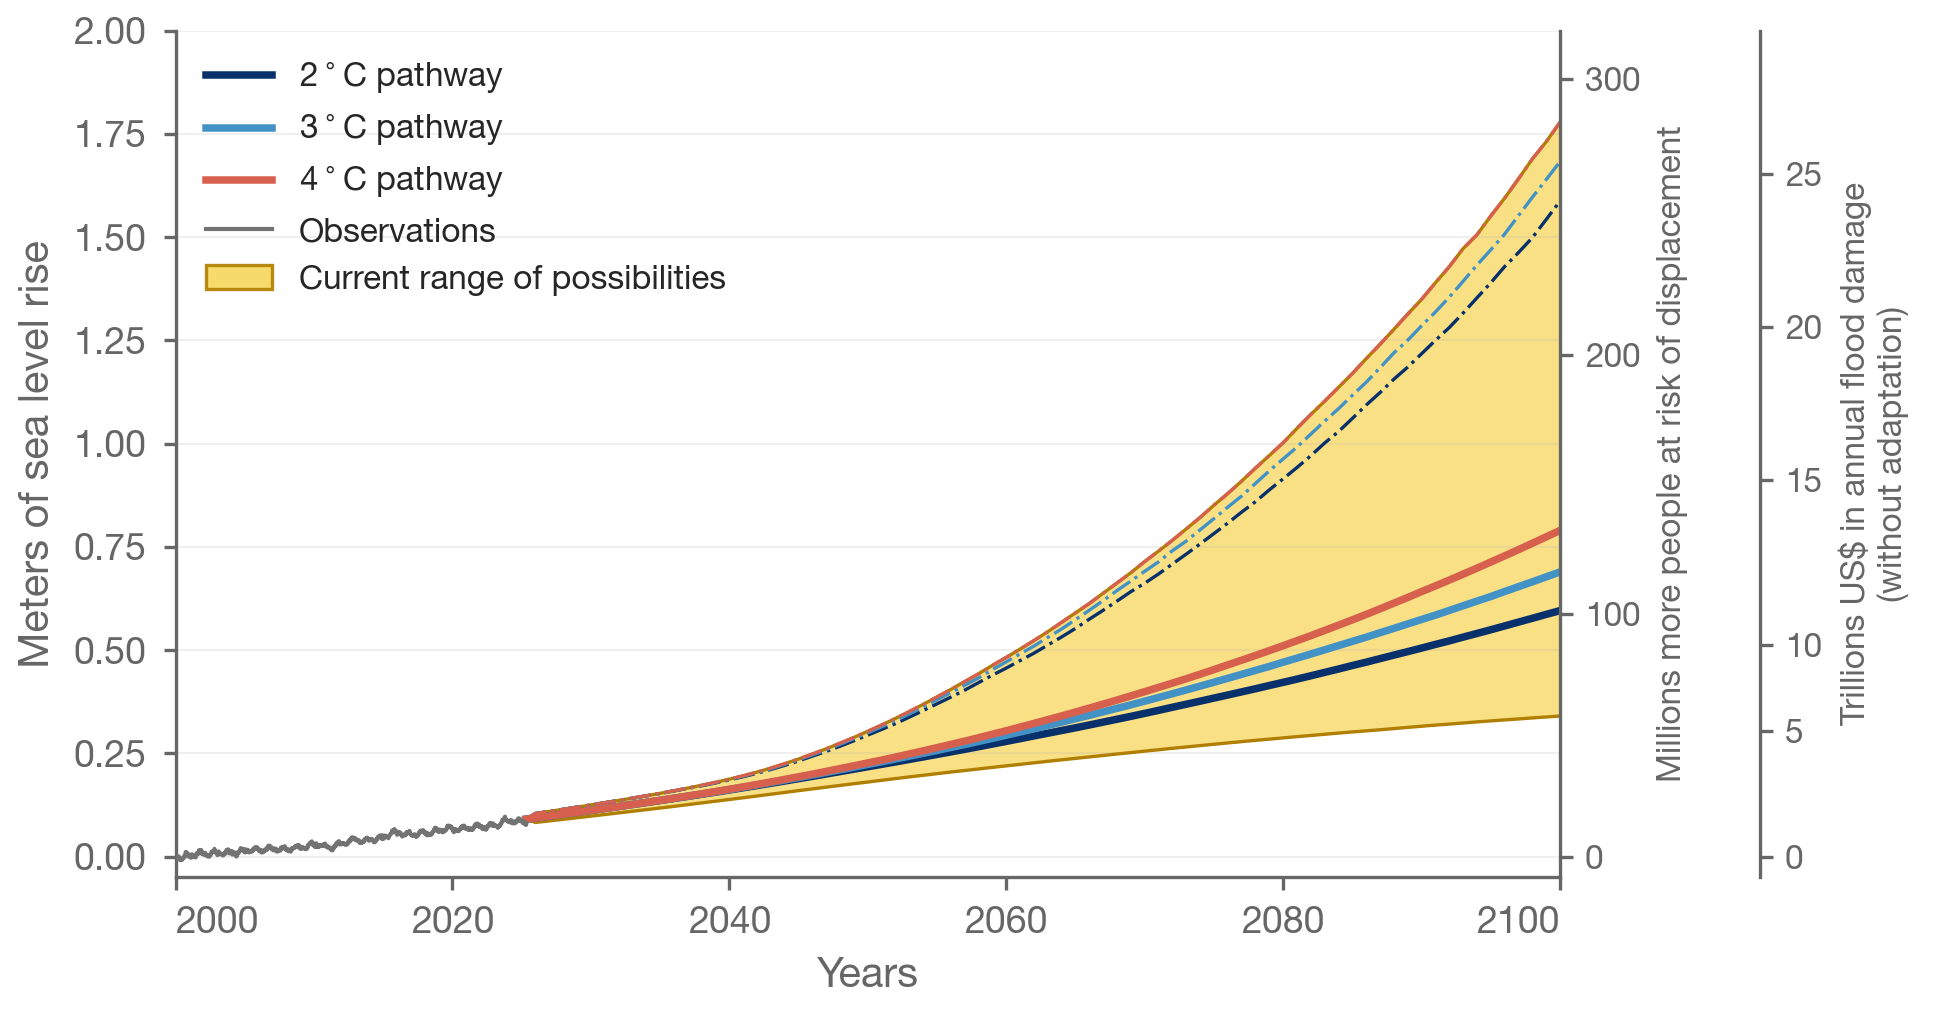 2.00
1.75
1.50
1.25
1.00
0.75
0.50
0.25
0.00
Meters of sea level rise
2°C pathway
3°C pathway
4°C pathway
Observations
Current range of possibilities
2000
2020
2040
2060
2080
2100
Years
300
200
100
0
Millions more people at risk of displacement
25
20
15
10
5
0
Trillions US$ in annual flood damage
(without adaptation)